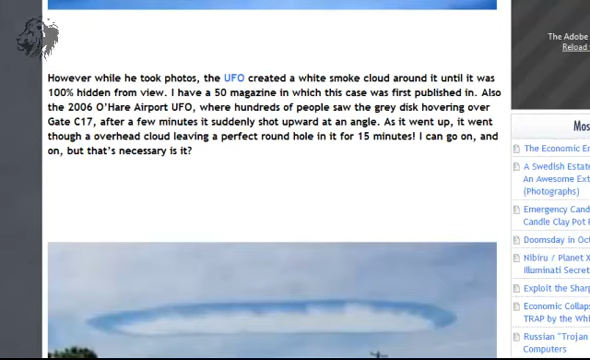 However while he took photos, the UFO created a white smoke cloud around it until it was
100% hidden from view. I have a 50 magazine in which this case was first published in. Also
the 2006 O'Hare Airport UFO, where hundreds of people saw the grey disk hovering over
Gate C17, after a few minutes it suddenly shot upward at an angle. As it went up, it went
though a overhead cloud leaving a perfect round hole in it for 15 minutes! I can go on, and
on, but that's necessary is it?
The Adobe
Reload
Mos
The Economic E
A Swedish Estat
An Awesome Ext
(Photographs)
Emergency Cand
Candle Clay Pot
Doomsday in Oct
Nibiru / Planet X
Illuminati Secret
Exploit the Sharp
Economic Collap
TRAP by the Whi
Russian "Trojan
Computers